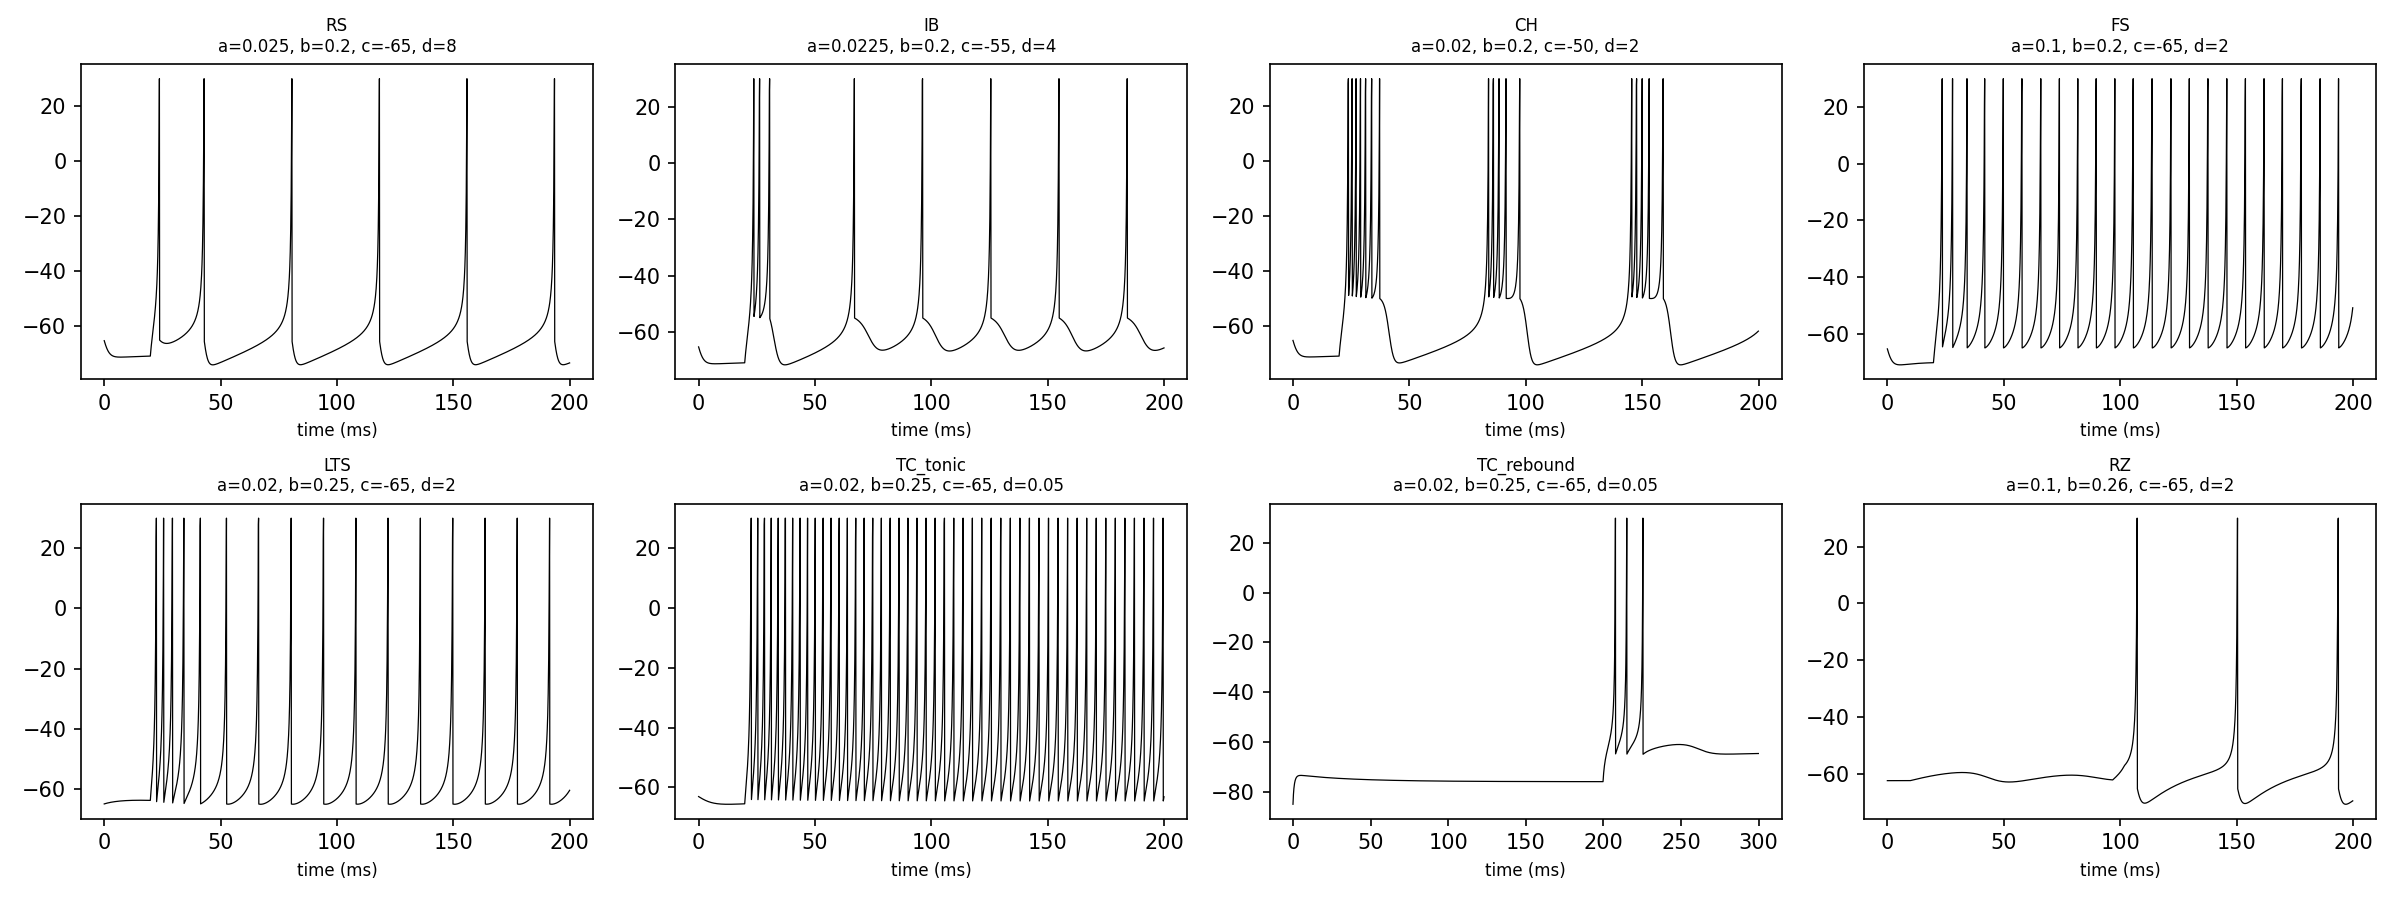 RS
a=0.025, b=0.2, c=-65, d=8
20
0
−20
−40
−60
0 50 100 150 200
time (ms)
IB
a=0.0225, b=0.2, c=-55, d=4
20
0
−20
−40
−60
0 50 100 150 200
time (ms)
CH
a=0.02, b=0.2, c=-50, d=2
20
0
−20
−40
−60
0 50 100 150 200
time (ms)
FS
a=0.1, b=0.2, c=-65, d=2
20
0
−20
−40
−60
0 50 100 150 200
time (ms)
LTS
a=0.02, b=0.25, c=-65, d=2
20
0
−20
−40
−60
0 50 100 150 200
time (ms)
TC_tonic
a=0.02, b=0.25, c=-65, d=0.05
20
0
−20
−40
−60
0 50 100 150 200
time (ms)
TC_rebound
a=0.02, b=0.25, c=-65, d=0.05
20
0
−20
−40
−60
−80
0 50 100 150 200 250 300
time (ms)
RZ
a=0.1, b=0.26, c=-65, d=2
20
0
−20
−40
−60
0 50 100 150 200
time (ms)